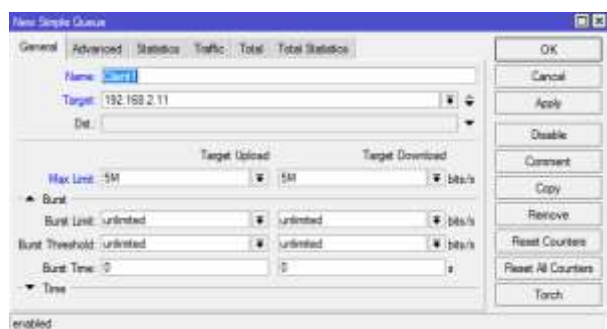 New Simple Queue
General Advanced Statistics Traffic Total Total Statistics
OK
Name: Client1
Cancel
Target: 192.168.2.11
Apply
Dst.:
Disable
Target Upload Target Download
Comment
Max Limit: 5M 5M bits/s
Copy
Burst
Burst Limit: unlimited unlimited bits/s
Remove
Burst Threshold: unlimited unlimited bits/s
Reset Counters
Burst Time: 0 0 s
Reset All Counters
Time
Torch
enabled